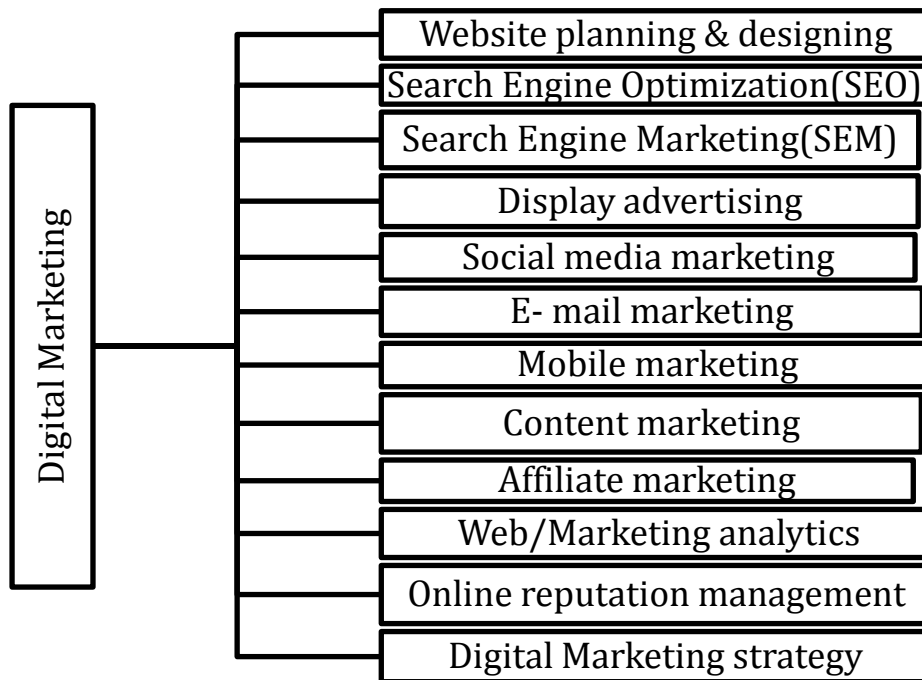 Digital Marketing
Website planning & designing
Search Engine Optimization(SEO)
Search Engine Marketing(SEM)
Display advertising
Social media marketing
E- mail marketing
Mobile marketing
Content marketing
Affiliate marketing
Web/Marketing analytics
Online reputation management
Digital Marketing strategy